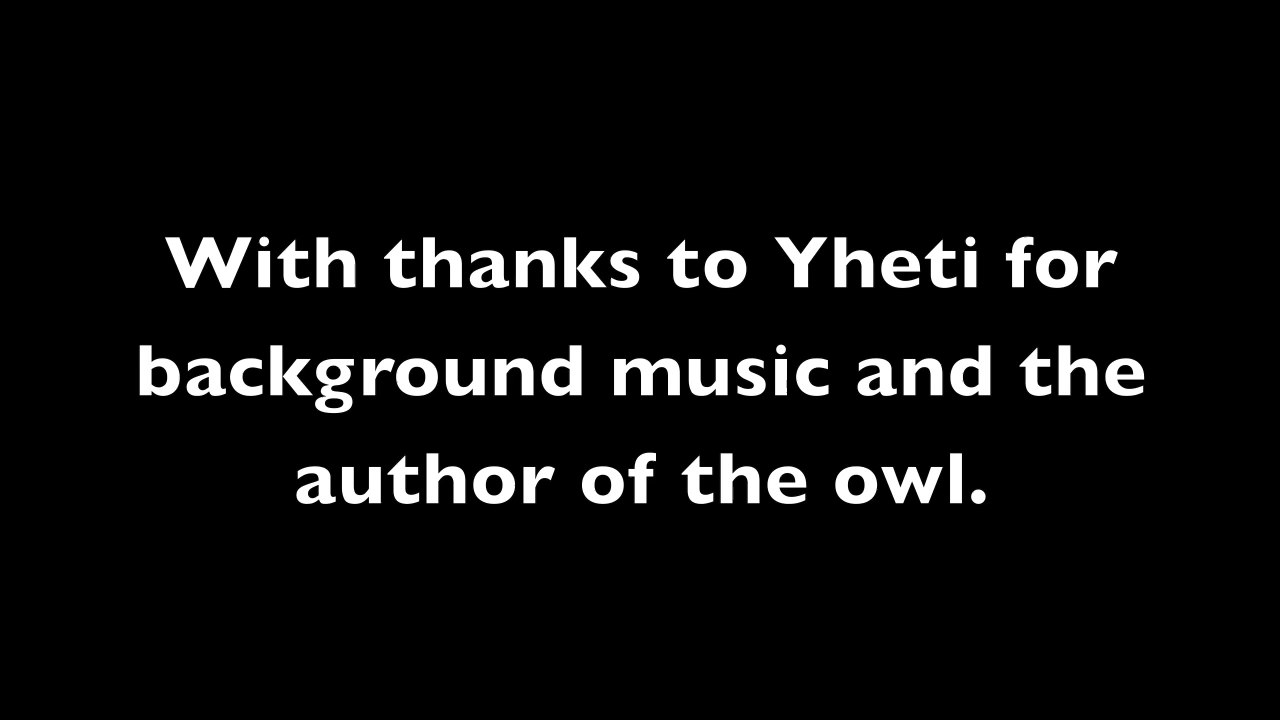 With thanks to Yheti for
background music and the
author of the owl.